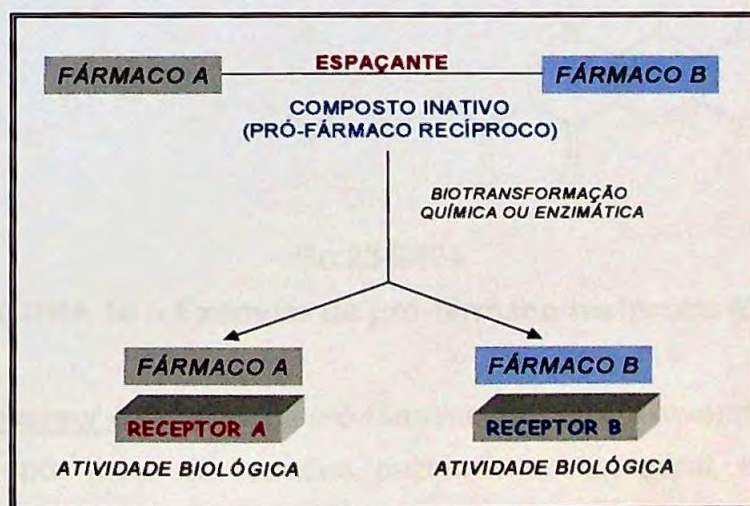 ESPAÇANTE
FÁRMACO A
FÁRMACO B
COMPOSTO INATIVO
(PRÓ-FÁRMACO RECÍPROCO)
BIOTRANSFORMAÇÃO
QUÍMICA OU ENZIMÁTICA
FÁRMACO A
FÁRMACO B
RECEPTOR A
RECEPTOR B
ATIVIDADE BIOLÓGICA
ATIVIDADE BIOLÓGICA